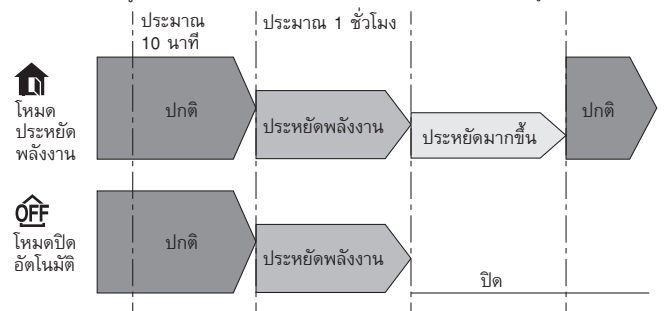 ประมาณ
10 นาที
ประมาณ 1 ชั่วโมง
โหมด
ประหยัด
พลังงาน
ปกติ
ประหยัดพลังงาน
ประหยัดมากขึ้น
ปกติ
OFF
โหมดปิด
อัตโนมัติ
ปกติ
ประหยัดพลังงาน
ปิด